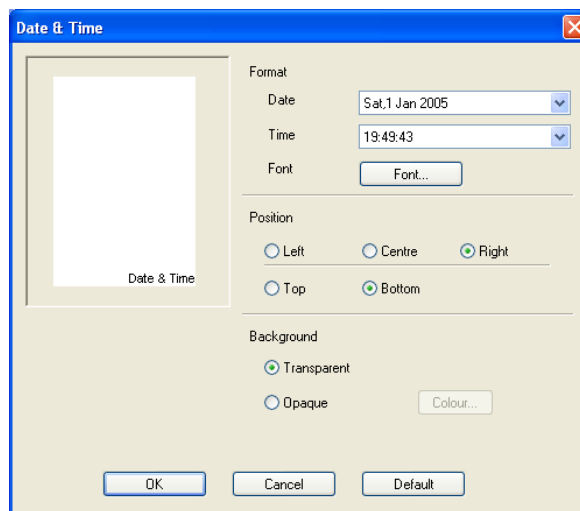 Date & Time
Date & Time
Format
Date Sat,1 Jan 2005
Time 19:49:43
Font Font...
Position
Left Centre Right
Top Bottom
Background
Transparent
Opaque Colour...
OK Cancel Default